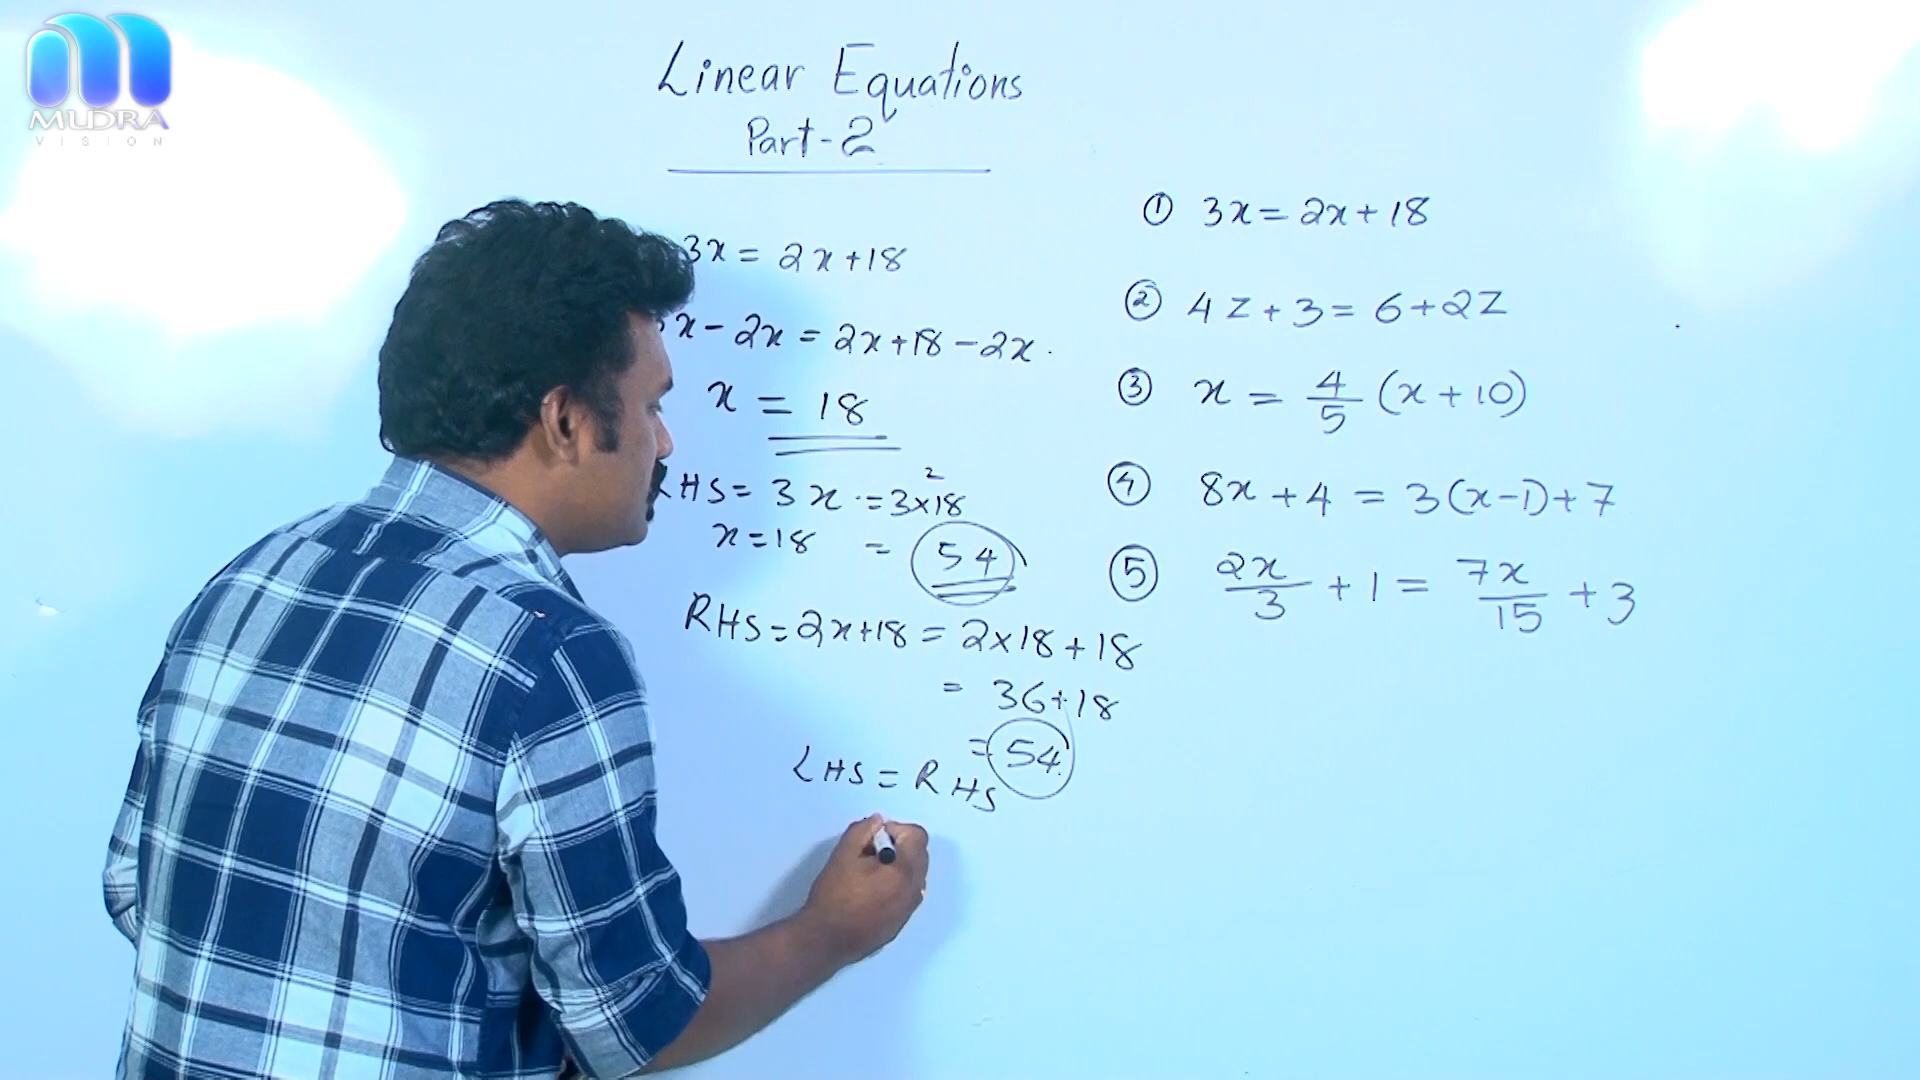 MUDRA
VISION
Linear Equations
Part-2
3x = 2x+18
x-2x = 2x+18-2x
x = 18
HS = 3x = 3x18
2
x=18 = 54
RHS = 2x+18 = 2x18+18
= 36+18
= 54
LHS = RHS
① 3x = 2x+18
② 4Z+3 = 6+2Z
③ x = 4/5 (x+10)
④ 8x+4 = 3(x-1)+7
⑤ 2x/3 + 1 = 7x/15 + 3